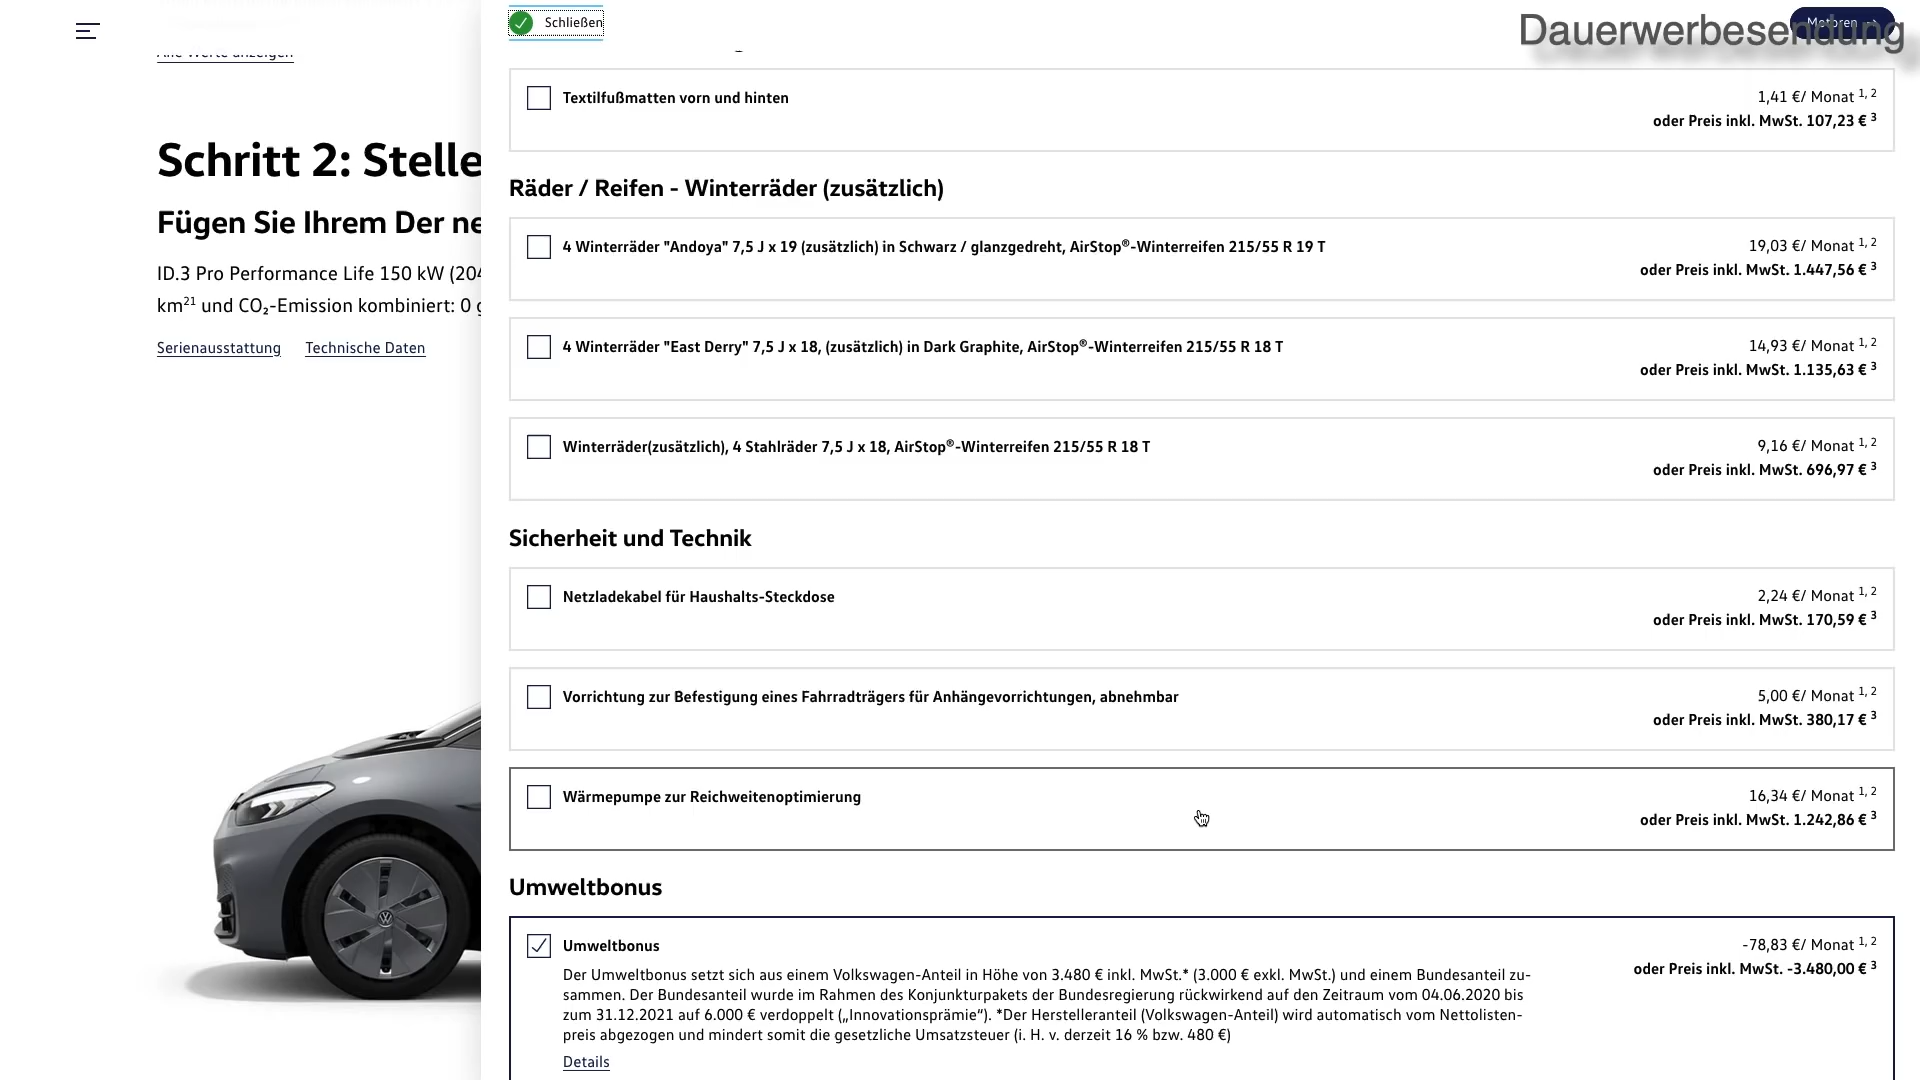 Alle Werte anzeigen
Schritt 2: Stelle
Fügen Sie Ihrem Der ne
ID.3 Pro Performance Life 150 kW (204
km21 und CO₂-Emission kombiniert: 0 g
Serienausstattung Technische Daten
Schließen
Motoren
Dauerwerbesendung
Textilfußmatten vorn und hinten
1,41 €/ Monat 1, 2
oder Preis inkl. MwSt. 107,23 € 3
Räder / Reifen - Winterräder (zusätzlich)
4 Winterräder "Andoya" 7,5 J x 19 (zusätzlich) in Schwarz / glanzgedreht, AirStop®-Winterreifen 215/55 R 19 T
19,03 €/ Monat 1, 2
oder Preis inkl. MwSt. 1.447,56 € 3
4 Winterräder "East Derry" 7,5 J x 18, (zusätzlich) in Dark Graphite, AirStop®-Winterreifen 215/55 R 18 T
14,93 €/ Monat 1, 2
oder Preis inkl. MwSt. 1.135,63 € 3
Winterräder(zusätzlich), 4 Stahlräder 7,5 J x 18, AirStop®-Winterreifen 215/55 R 18 T
9,16 €/ Monat 1, 2
oder Preis inkl. MwSt. 696,97 € 3
Sicherheit und Technik
Netzladekabel für Haushalts-Steckdose
2,24 €/ Monat 1, 2
oder Preis inkl. MwSt. 170,59 € 3
Vorrichtung zur Befestigung eines Fahrradträgers für Anhängevorrichtungen, abnehmbar
5,00 €/ Monat 1, 2
oder Preis inkl. MwSt. 380,17 € 3
Wärmepumpe zur Reichweitenoptimierung
16,34 €/ Monat 1, 2
oder Preis inkl. MwSt. 1.242,86 € 3
Umweltbonus
Umweltbonus
-78,83 €/ Monat 1, 2
oder Preis inkl. MwSt. -3.480,00 € 3
Der Umweltbonus setzt sich aus einem Volkswagen-Anteil in Höhe von 3.480 € inkl. MwSt.* (3.000 € exkl. MwSt.) und einem Bundesanteil zu-
sammen. Der Bundesanteil wurde im Rahmen des Konjunkturpakets der Bundesregierung rückwirkend auf den Zeitraum vom 04.06.2020 bis
zum 31.12.2021 auf 6.000 € verdoppelt („Innovationsprämie“). *Der Herstelleranteil (Volkswagen-Anteil) wird automatisch vom Nettolisten-
preis abgezogen und mindert somit die gesetzliche Umsatzsteuer (i. H. v. derzeit 16 % bzw. 480 €)
Details